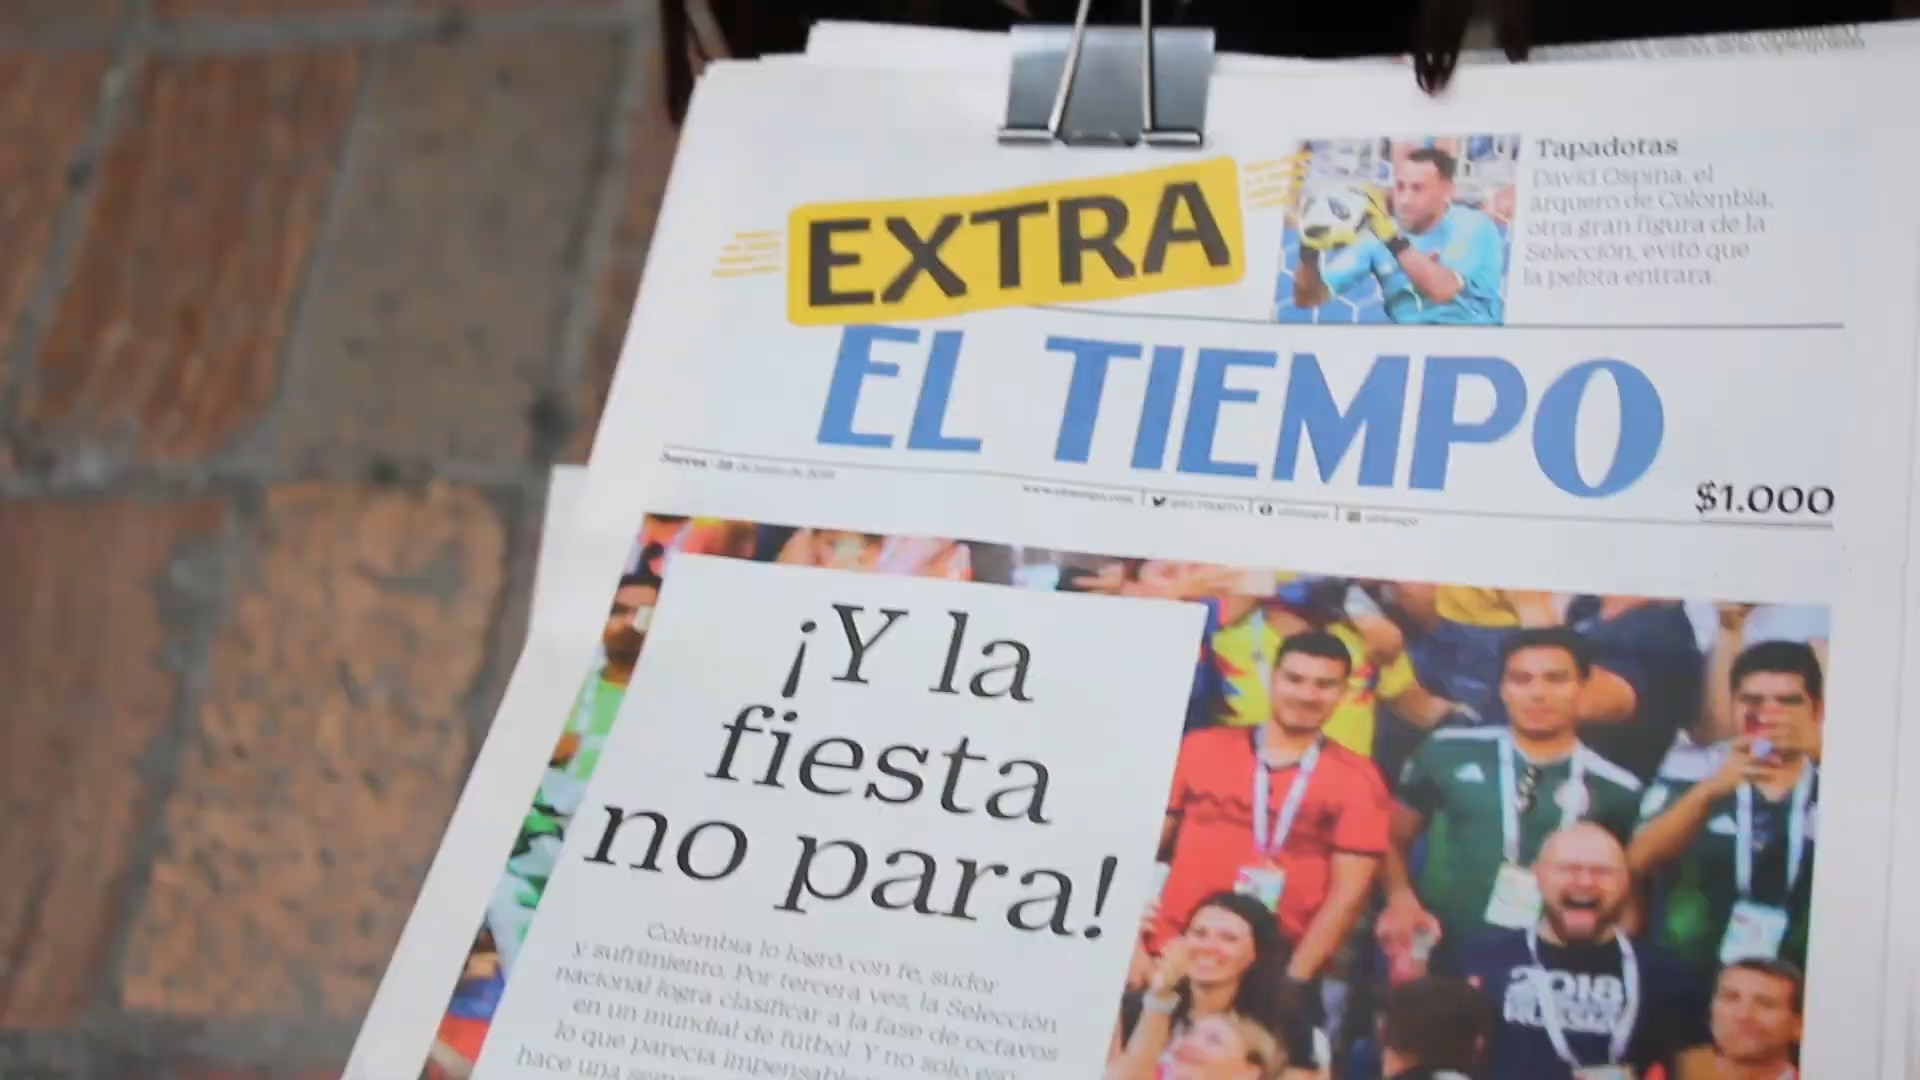 EXTRA
Tapadotas
David Ospina, el
arquero de Colombia,
otra gran figura de la
Selección, evitó que
la pelota entrara.
EL TIEMPO
Jueves
$1.000
¡Y la
fiesta
no para!
Colombia lo logró con fe, sudor
y sufrimiento. Por tercera vez, la Selección
nacional logra clasificar a la fase de octavos
en un mundial de fútbol. Y no solo eso
lo que parecía impensable
hace una
2018